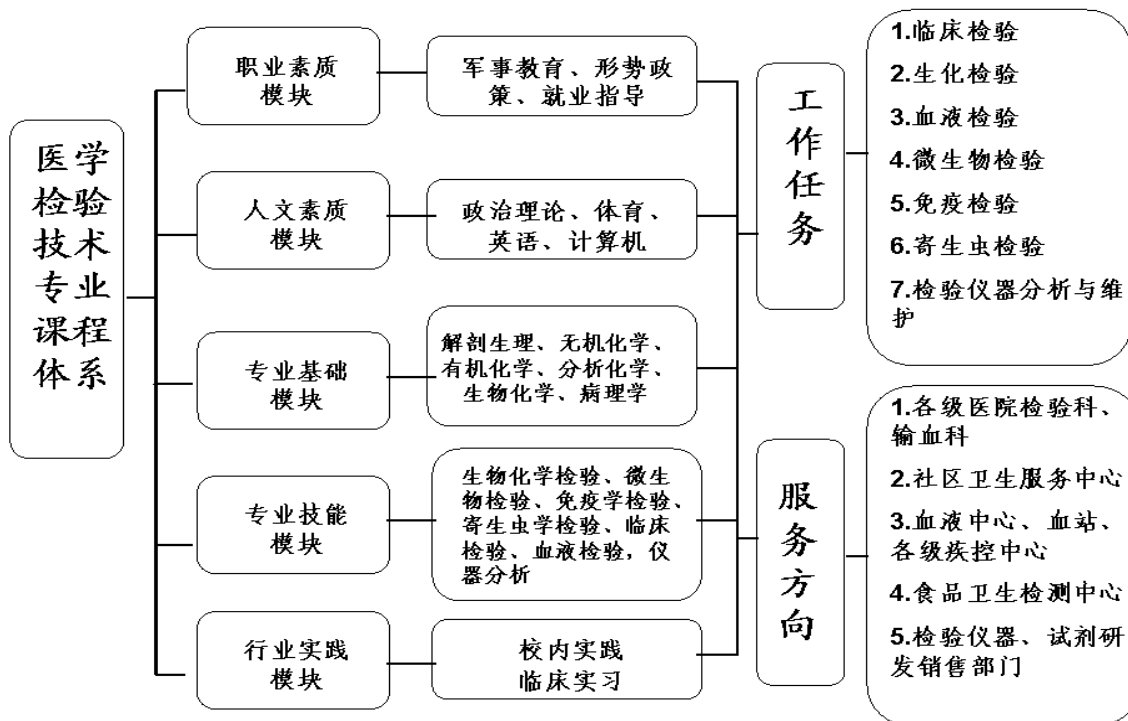 医学
检验
技术
专业
课程
体系
职业素质
模块
军事教育、形势政
策、就业指导
人文素质
模块
政治理论、体育、
英语、计算机
专业基础
模块
解剖生理、无机化学、
有机化学、分析化学、
生物化学、病理学
专业技能
模块
生物化学检验、微生
物检验、免疫学检验、
寄生虫学检验、临床
检验、血液检验，仪
器分析
行业实践
模块
校内实践
临床实习
工作任务
1.临床检验
2.生化检验
3.血液检验
4.微生物检验
5.免疫检验
6.寄生虫检验
7.检验仪器分析与维
护
服务方向
1.各级医院检验科、
输血科
2.社区卫生服务中心
3.血液中心、血站、
各级疾控中心
4.食品卫生检测中心
5.检验仪器、试剂研
发销售部门